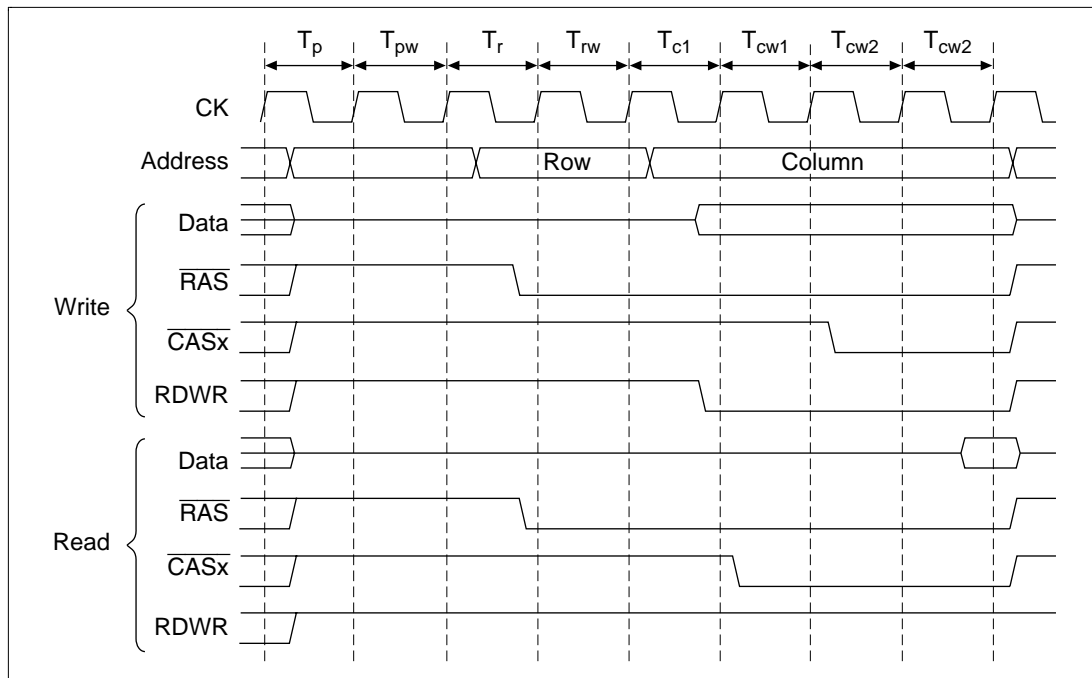 Tp Tpw Tr Trw Tc1 Tcw1 Tcw2 Tcw2
CK
Address Row Column
Data
RAS
Write
CASx
RDWR
Data
RAS
Read
CASx
RDWR